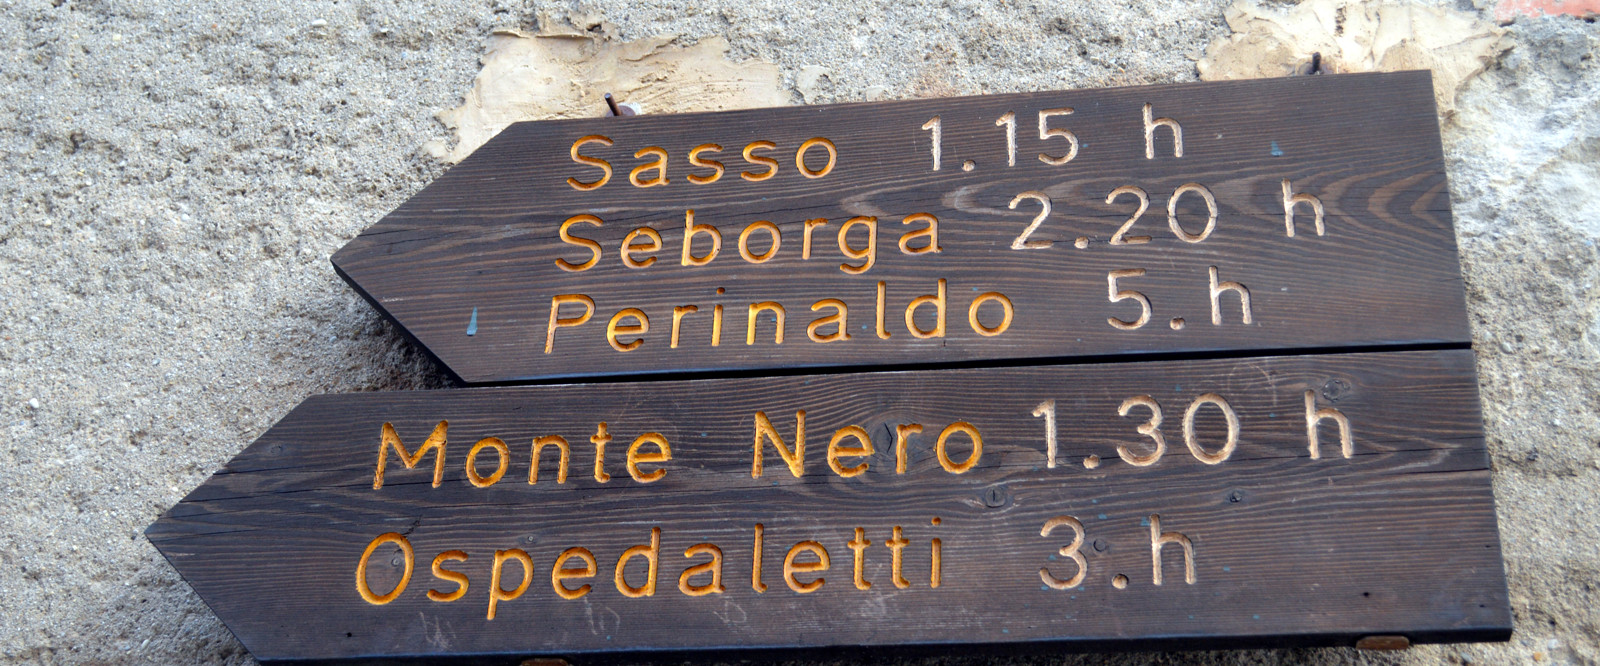 Sasso 1.15 h
Seborga 2.20 h
Perinaldo 5. h
Monte Nero 1.30 h
Ospedaletti 3. h